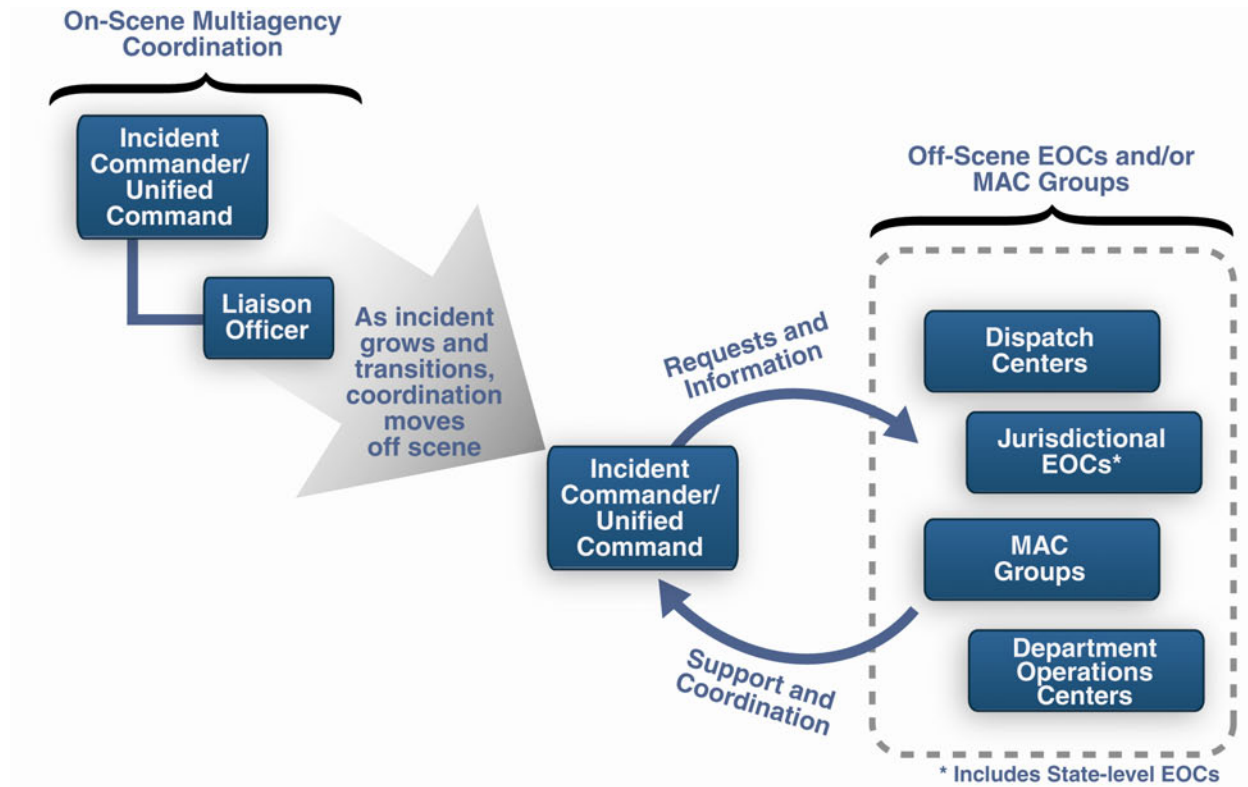 On-Scene Multiagency
Coordination
Incident
Commander/
Unified
Command
Liaison
Officer
As incident
grows and
transitions,
coordination
moves
off scene
Incident
Commander/
Unified
Command
Requests and
Information
Support and
Coordination
Off-Scene EOCs and/or
MAC Groups
Dispatch
Centers
Jurisdictional
EOCs*
MAC
Groups
Department
Operations
Centers
* Includes State-level EOCs